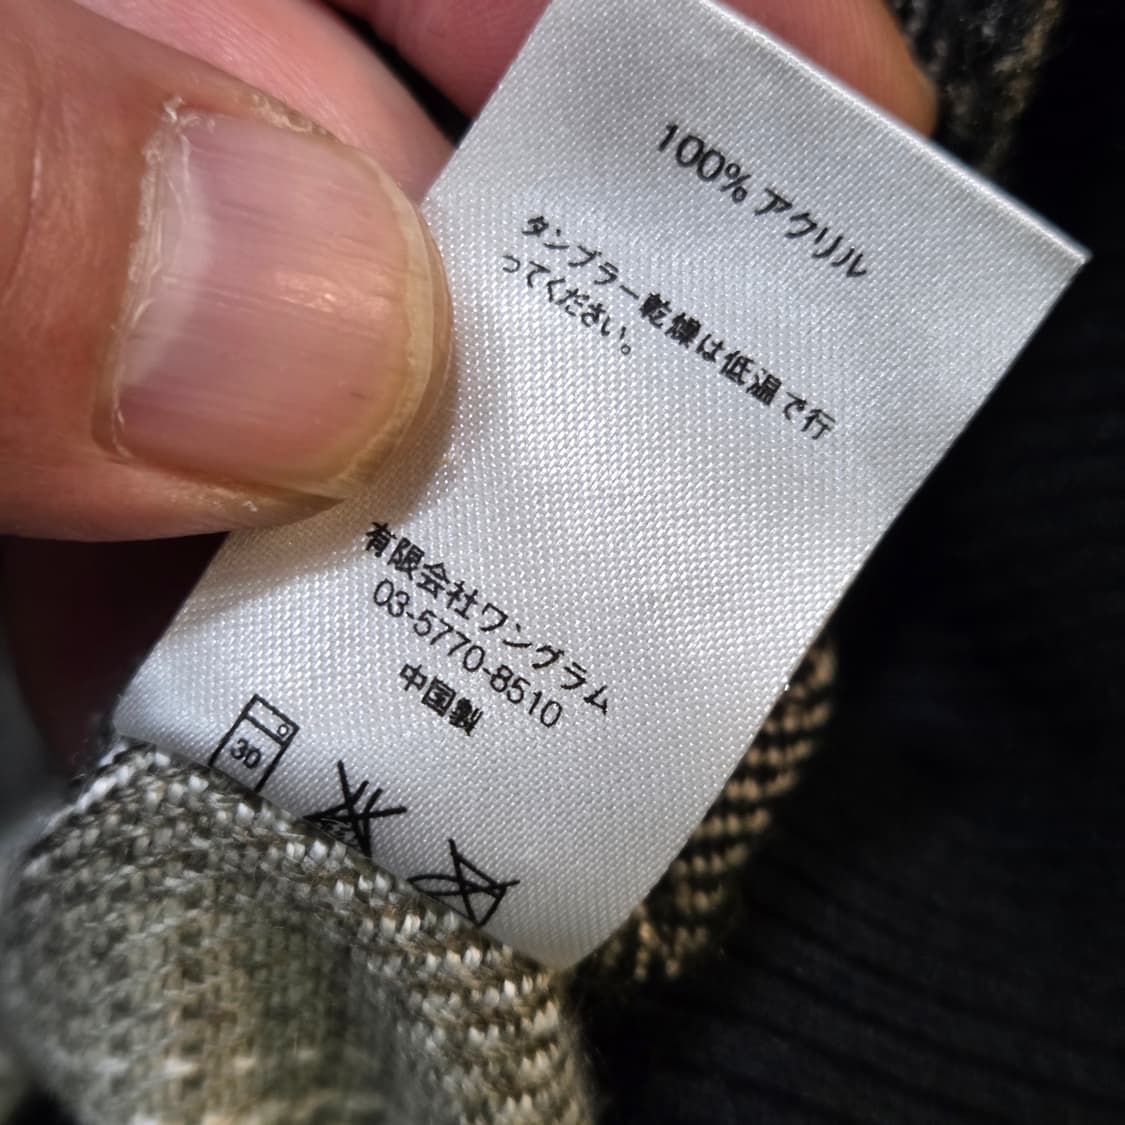 100% アクリル
タンブラー乾燥は低温で行
ってください。
有限会社ワングラム
03-5770-8510
中国製
30